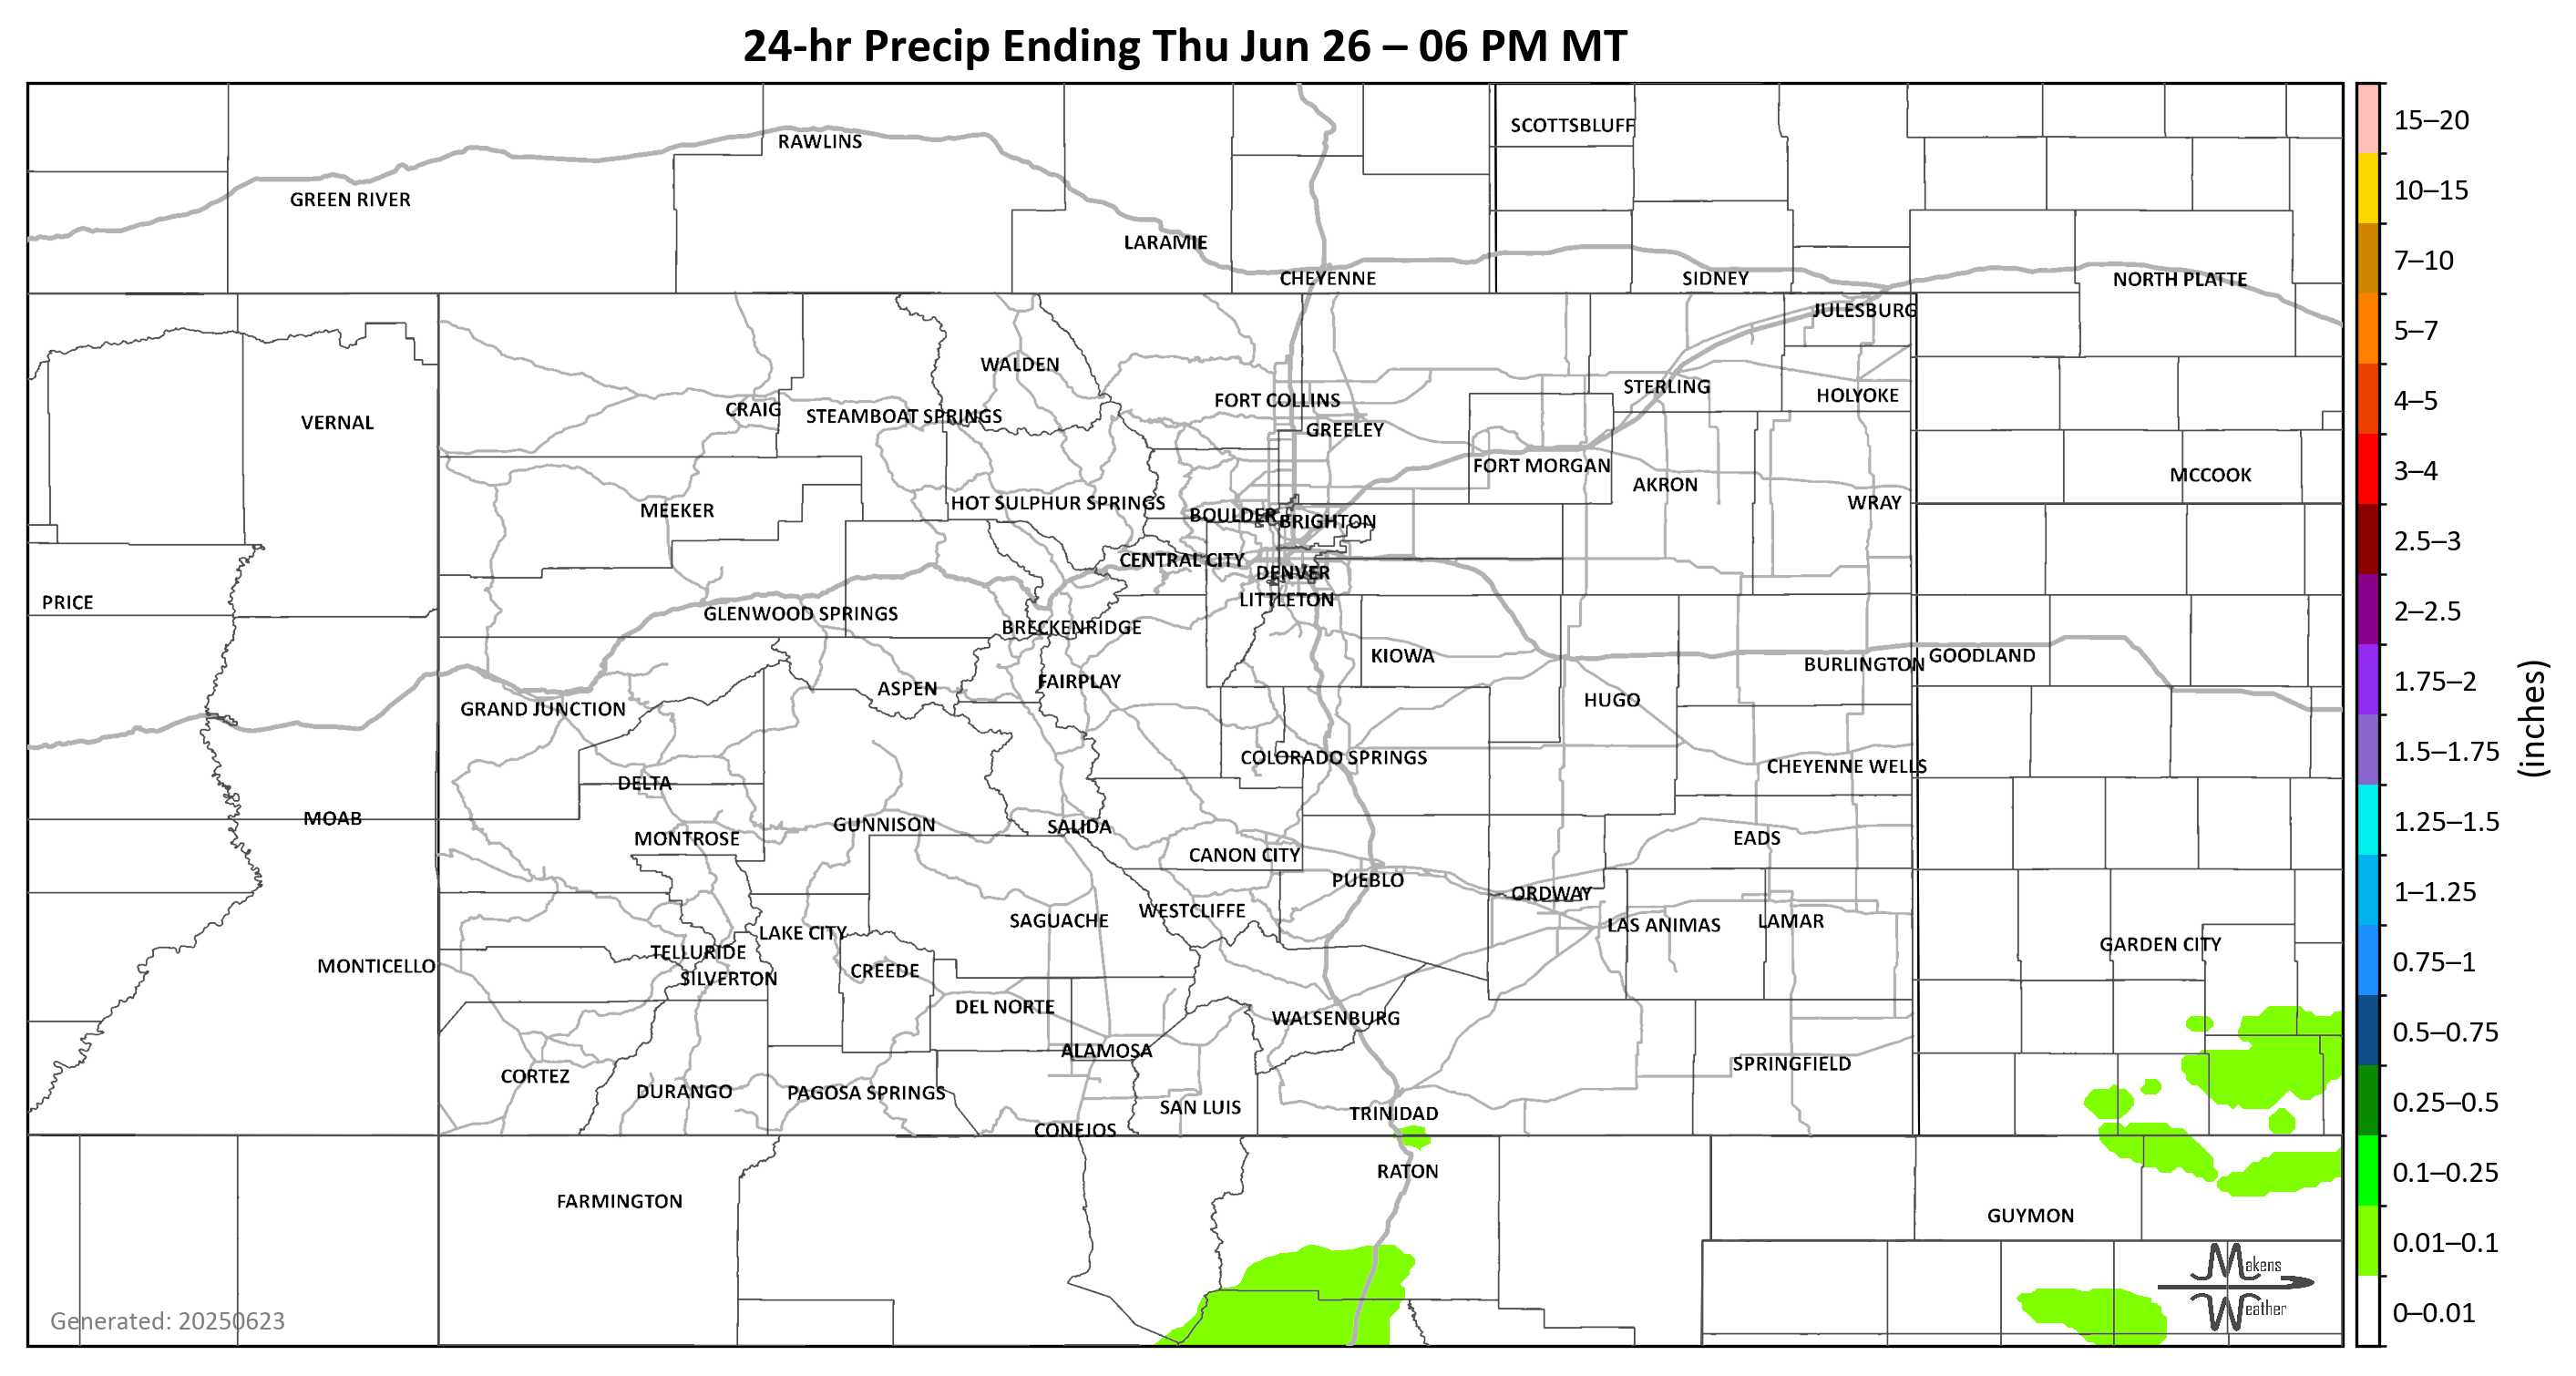 24-hr Precip Ending Thu Jun 26 – 06 PM MT
SCOTTSBLUFF
RAWLINS
GREEN RIVER
LARAMIE
CHEYENNE
SIDNEY
NORTH PLATTE
JULESBURG
WALDEN
STERLING
HOLYOKE
FORT COLLINS
CRAIG
STEAMBOAT SPRINGS
VERNAL
GREELEY
FORT MORGAN
MCCOOK
AKRON
HOT SULPHUR SPRINGS
WRAY
MEEKER
BOULDER
BRIGHTON
CENTRAL CITY
DENVER
LITTLETON
PRICE
GLENWOOD SPRINGS
BRECKENRIDGE
KIOWA
GOODLAND
BURLINGTON
FAIRPLAY
ASPEN
HUGO
GRAND JUNCTION
COLORADO SPRINGS
CHEYENNE WELLS
DELTA
MOAB
GUNNISON
SALIDA
MONTROSE
EADS
CANON CITY
PUEBLO
ORDWAY
WESTCLIFFE
SAGUACHE
LAS ANIMAS
LAMAR
LAKE CITY
GARDEN CITY
TELLURIDE
MONTICELLO
CREEDE
SILVERTON
DEL NORTE
WALSENBURG
ALAMOSA
SPRINGFIELD
CORTEZ
DURANGO
PAGOSA SPRINGS
SAN LUIS
TRINIDAD
CONEJOS
RATON
FARMINGTON
GUYMON
Makens
Weather
Generated: 20250623
15–20
10–15
7–10
5–7
4–5
3–4
2.5–3
2–2.5
1.75–2
1.5–1.75
1.25–1.5
1–1.25
0.75–1
0.5–0.75
0.25–0.5
0.1–0.25
0.01–0.1
0–0.01
(inches)